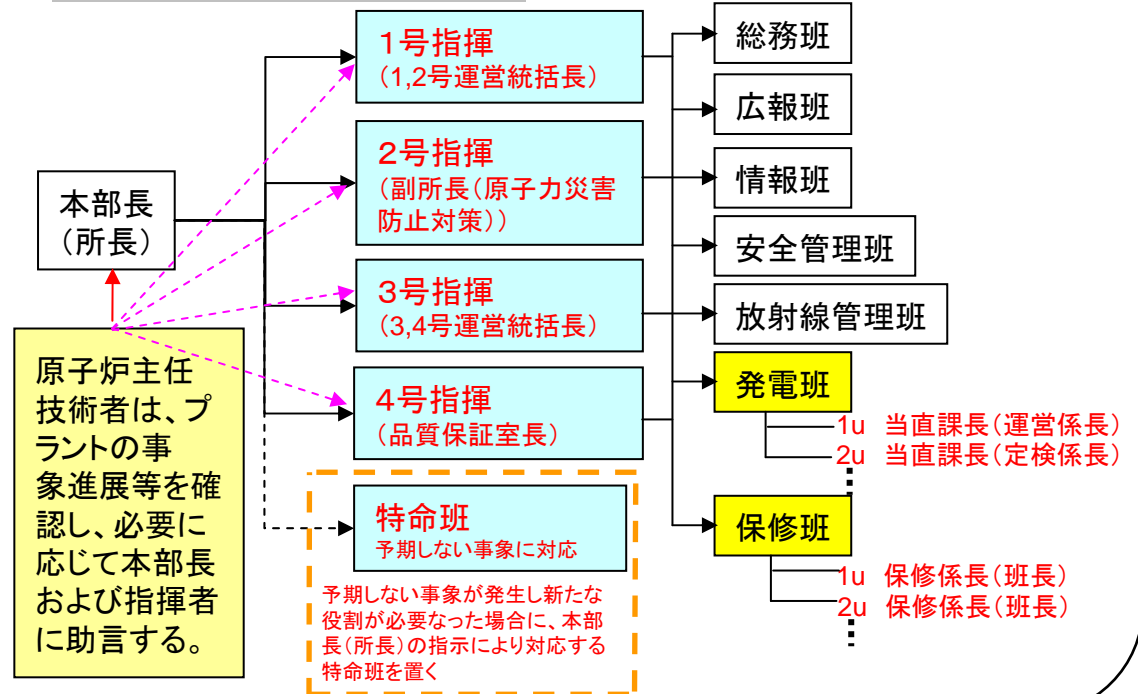 本部長
(所長)
原子炉主任
技術者は、プ
ラントの事
象進展等を確
認し、必要に
応じて本部長
および指揮者
に助言する。
1号指揮
(1,2号運営統括長)
2号指揮
(副所長(原子力災害
防止対策))
3号指揮
(3,4号運営統括長)
4号指揮
(品質保証室長)
特命班
予期しない事象に対応
予期しない事象が発生し新たな
役割が必要なった場合に、本部
長(所長)の指示により対応する
特命班を置く
総務班
広報班
情報班
安全管理班
放射線管理班
発電班
1u 当直課長(運営係長)
2u 当直課長(定検係長)
保修班
1u 保修係長(班長)
2u 保修係長(班長)